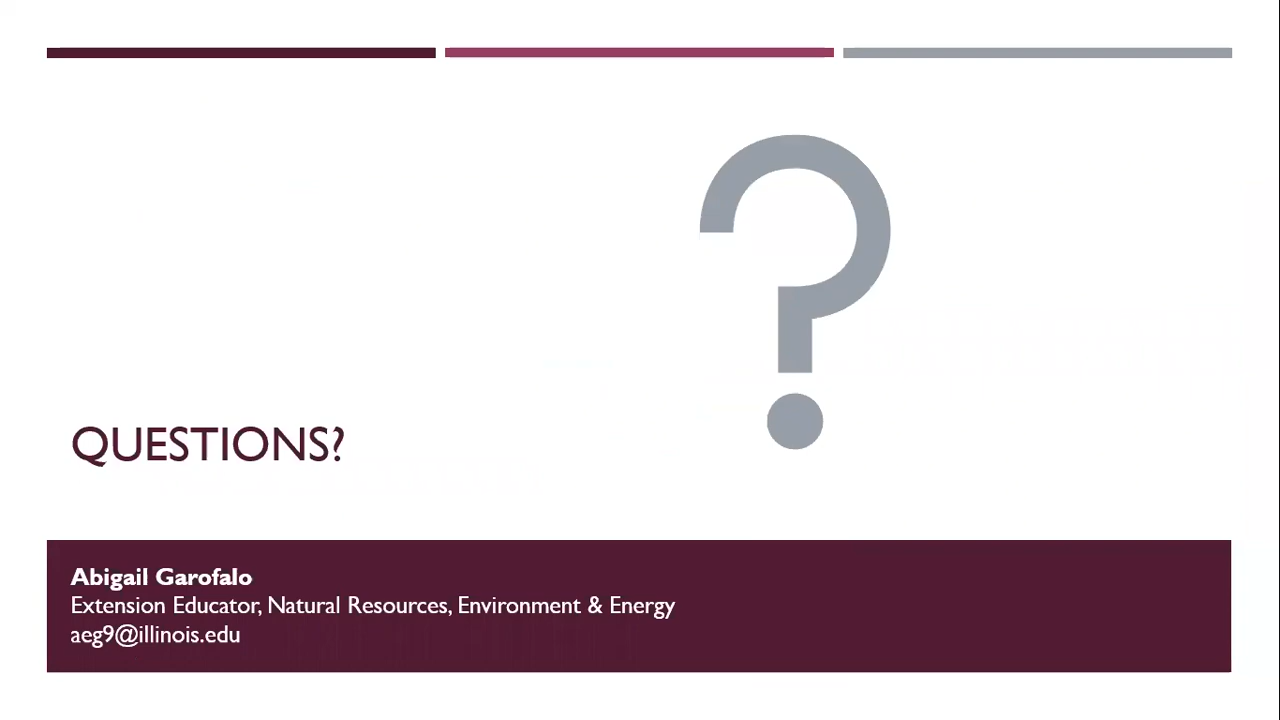 QUESTIONS?
Abigail Garofalo
Extension Educator, Natural Resources, Environment & Energy
aeg9@illinois.edu